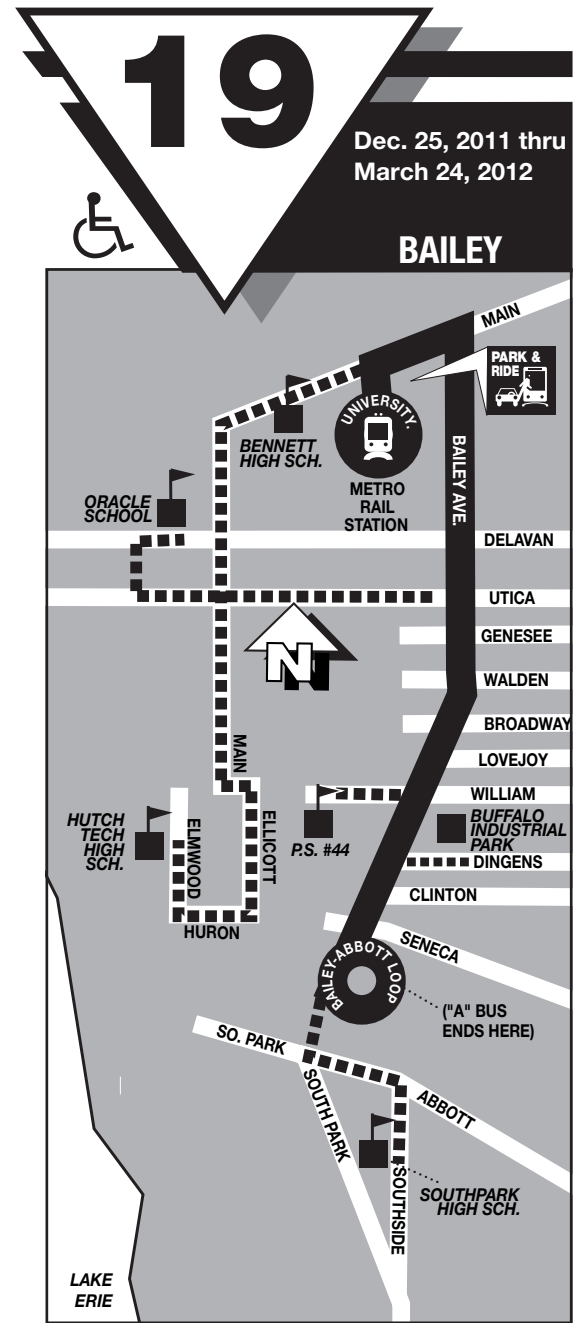 19
Dec. 25, 2011 thru
March 24, 2012
BAILEY
MAIN
PARK &
RIDE
UNIVERSITY.
METRO
RAIL
STATION
BENNETT
HIGH SCH.
BAILEY AVE.
ORACLE
SCHOOL
DELAVAN
UTICA
GENESEE
N
WALDEN
BROADWAY
LOVEJOY
MAIN
WILLIAM
HUTCH
TECH
HIGH
SCH.
ELMWOOD
ELLICOTT
P.S. #44
BUFFALO
INDUSTRIAL
PARK
DINGENS
CLINTON
HURON
SENECA
BAILEY-ABBOTT LOOP
("A" BUS
ENDS HERE)
SO. PARK
SOUTH PARK
ABBOTT
SOUTHSIDE
SOUTHPARK
HIGH SCH.
LAKE
ERIE